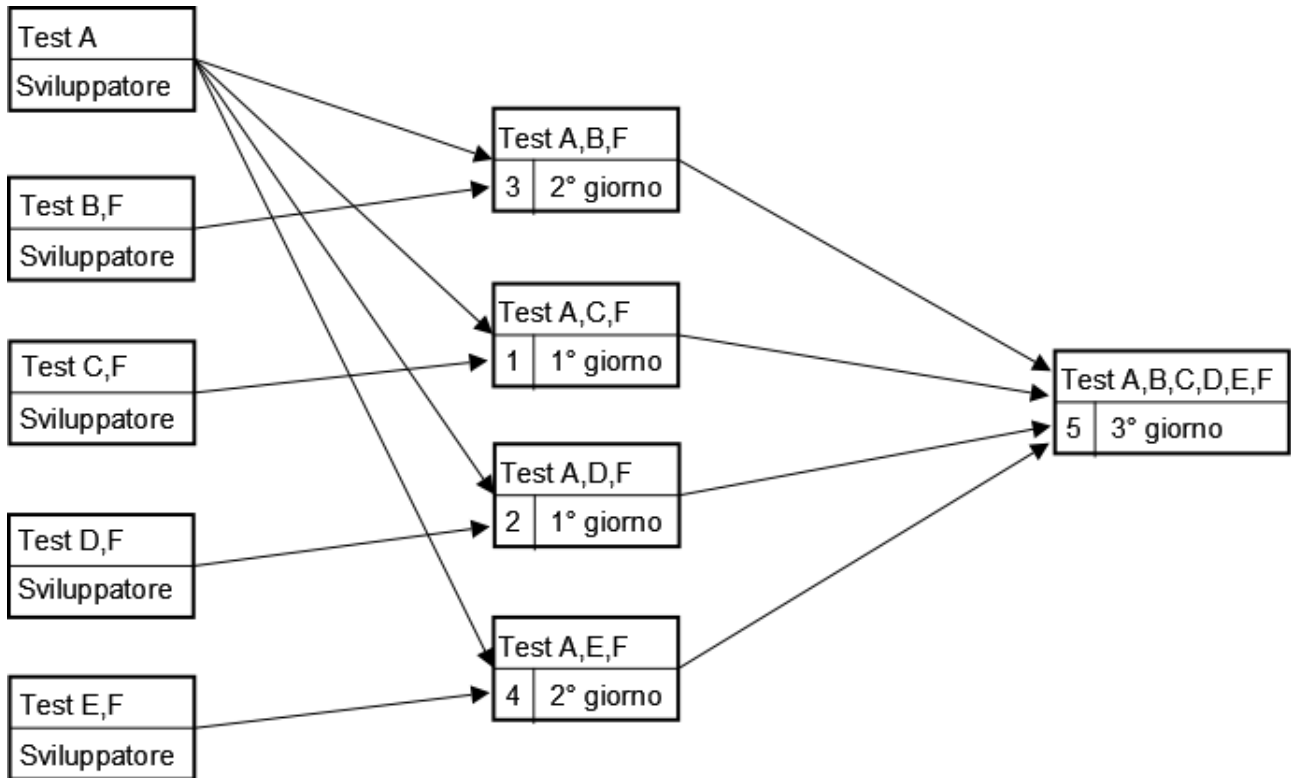 Test A
Sviluppatore
Test B,F
Sviluppatore
Test C,F
Sviluppatore
Test D,F
Sviluppatore
Test E,F
Sviluppatore
Test A,B,F
3 2° giorno
Test A,C,F
1 1° giorno
Test A,D,F
2 1° giorno
Test A,E,F
4 2° giorno
Test A,B,C,D,E,F
5 3° giorno